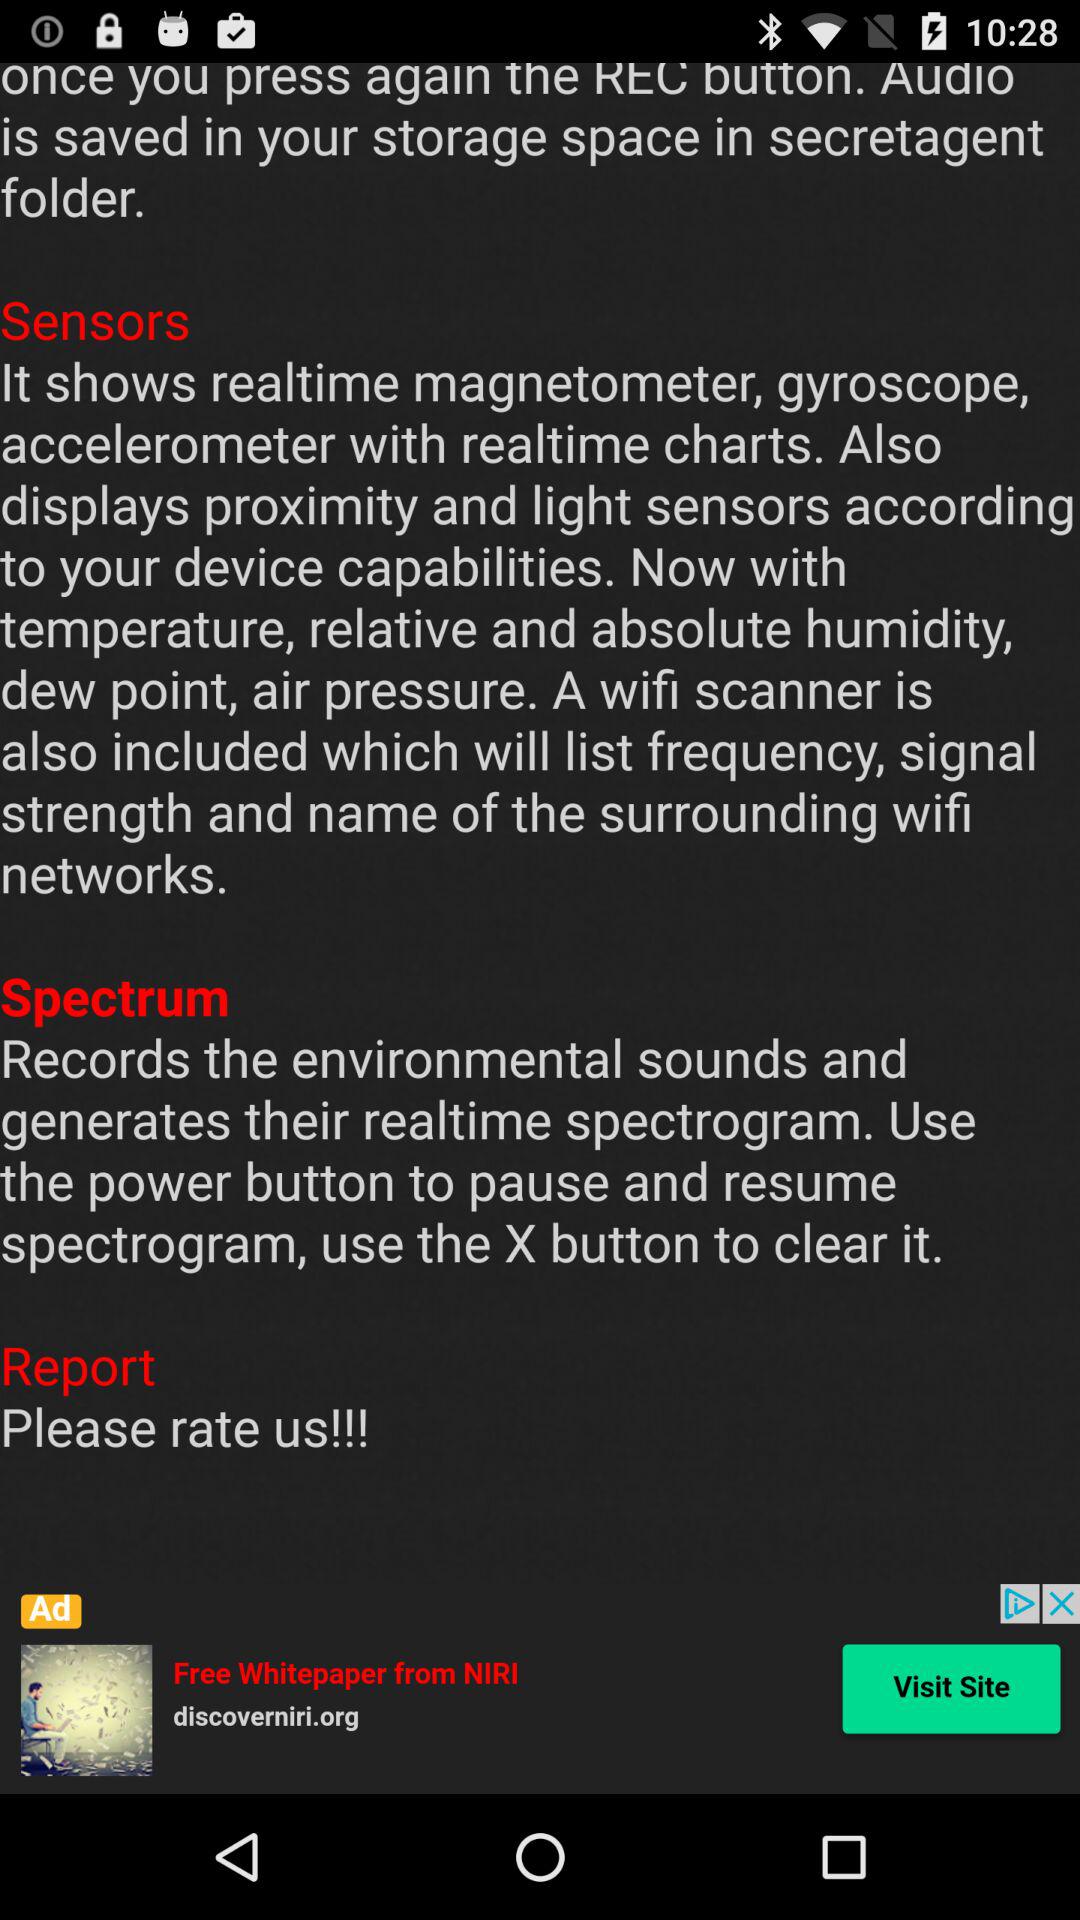 10:28
once you press again the REC button. Audio
is saved in your storage space in secretagent
folder.
Sensors
It shows realtime magnetometer, gyroscope,
accelerometer with realtime charts. Also
displays proximity and light sensors according
to your device capabilities. Now with
temperature, relative and absolute humidity,
dew point, air pressure. A wifi scanner is
also included which will list frequency, signal
strength and name of the surrounding wifi
networks.
Spectrum
Records the environmental sounds and
generates their realtime spectrogram. Use
the power button to pause and resume
spectrogram, use the X button to clear it.
Report
Please rate us!!!
Ad
Free Whitepaper from NIRI
discoverniri.org
Visit Site